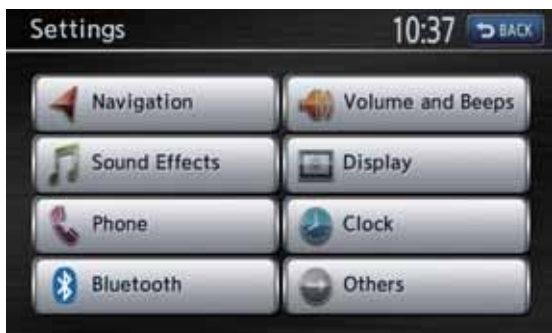 Settings 10:37 BACK
Navigation Volume and Beeps
Sound Effects Display
Phone Clock
Bluetooth Others